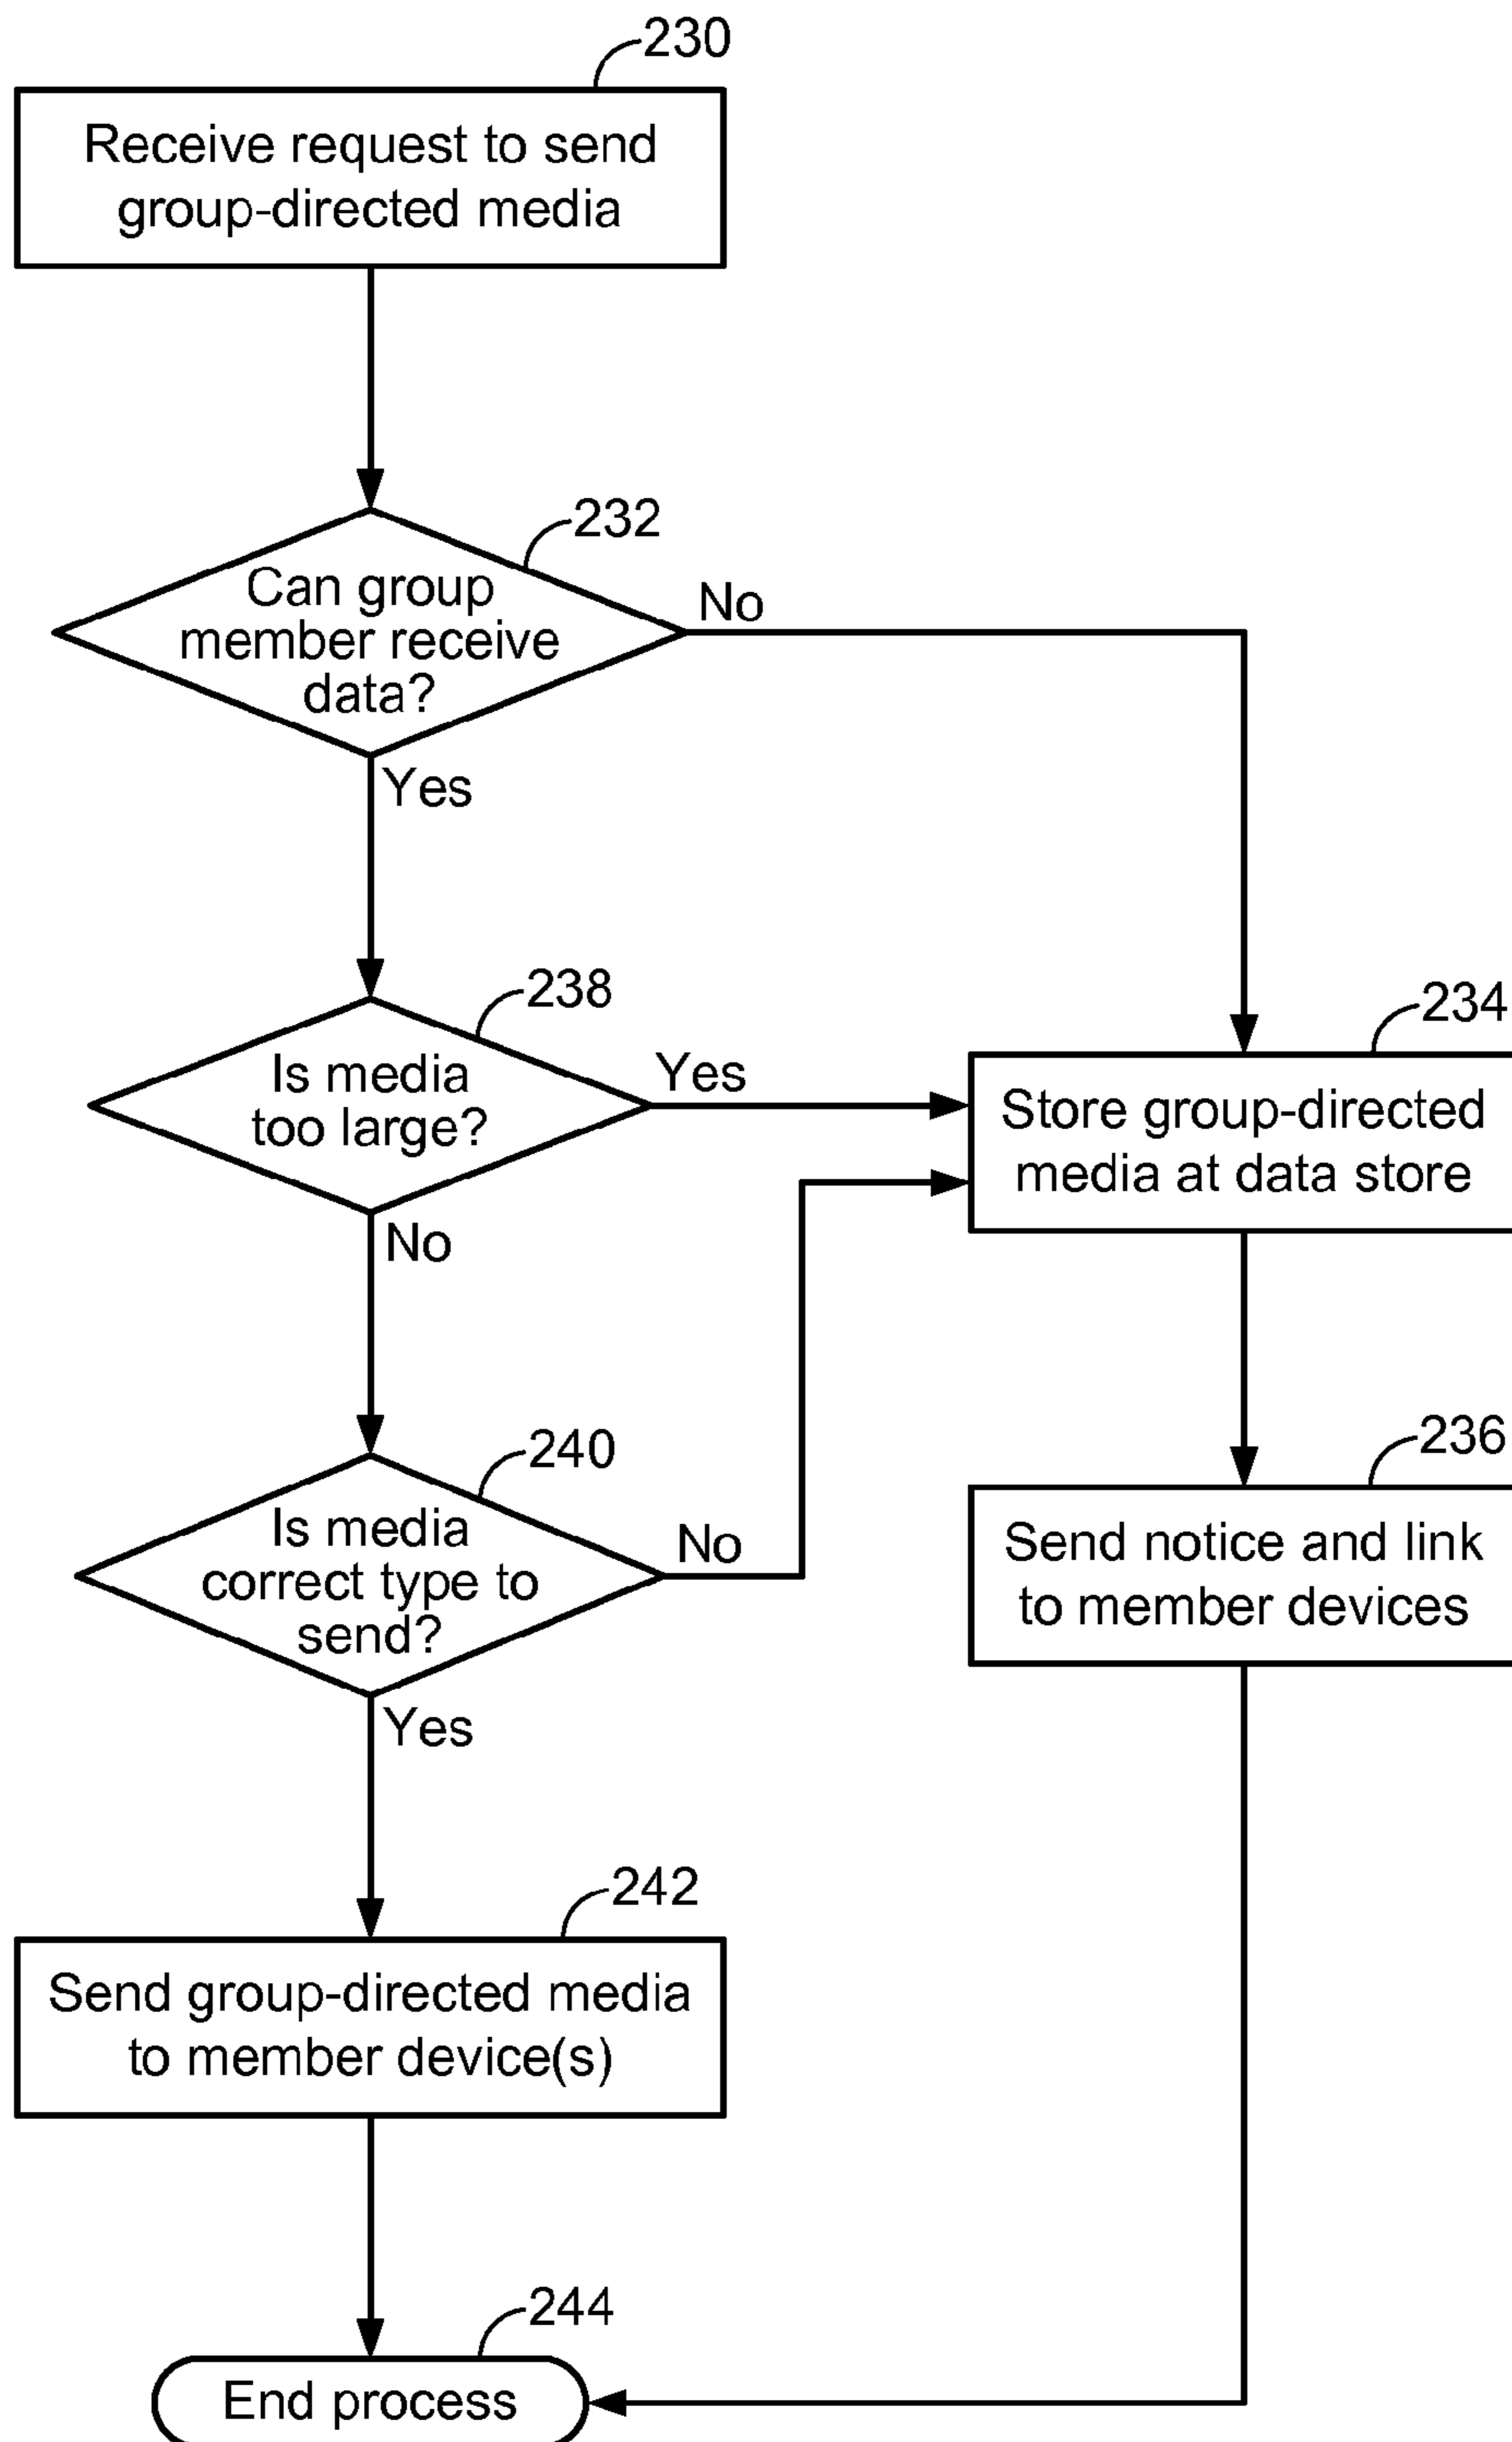 230
Receive request to send
group-directed media
232
Can group
member receive
data?
No
Yes
238
Is media
too large?
Yes
No
234
Store group-directed
media at data store
240
Is media
correct type to
send?
No
Yes
236
Send notice and link
to member devices
242
Send group-directed media
to member device(s)
244
End process